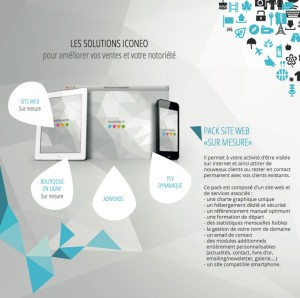 LES SOLUTIONS ICONEO
pour améliorer vos ventes et votre notoriété
SITE WEB
Sur mesure
BOUTIQUE
EN LIGNE
Sur mesure
ADWORDS
PLV
DYNAMIQUE
PACK SITE WEB
«SUR MESURE»
Il permet à votre activité d'être visible
sur internet et ainsi attirer de
nouveaux clients ou rester en contact
permanent avec vos clients existants.
Ce pack est composé d'un site web et
de services associés :
- une charte graphique unique
- un hébergement dédié et sécurisé
- un référencement manuel optimum
- une formation de départ
- des statistiques mensuelles détaillées
- la gestion de votre nom de domaine
- un email de contact
- des modules additionnels
entièrement personnalisables
(actualités, contact, livre d'or,
emailing/newsletter, galerie,...)
- un site compatible smartphone.